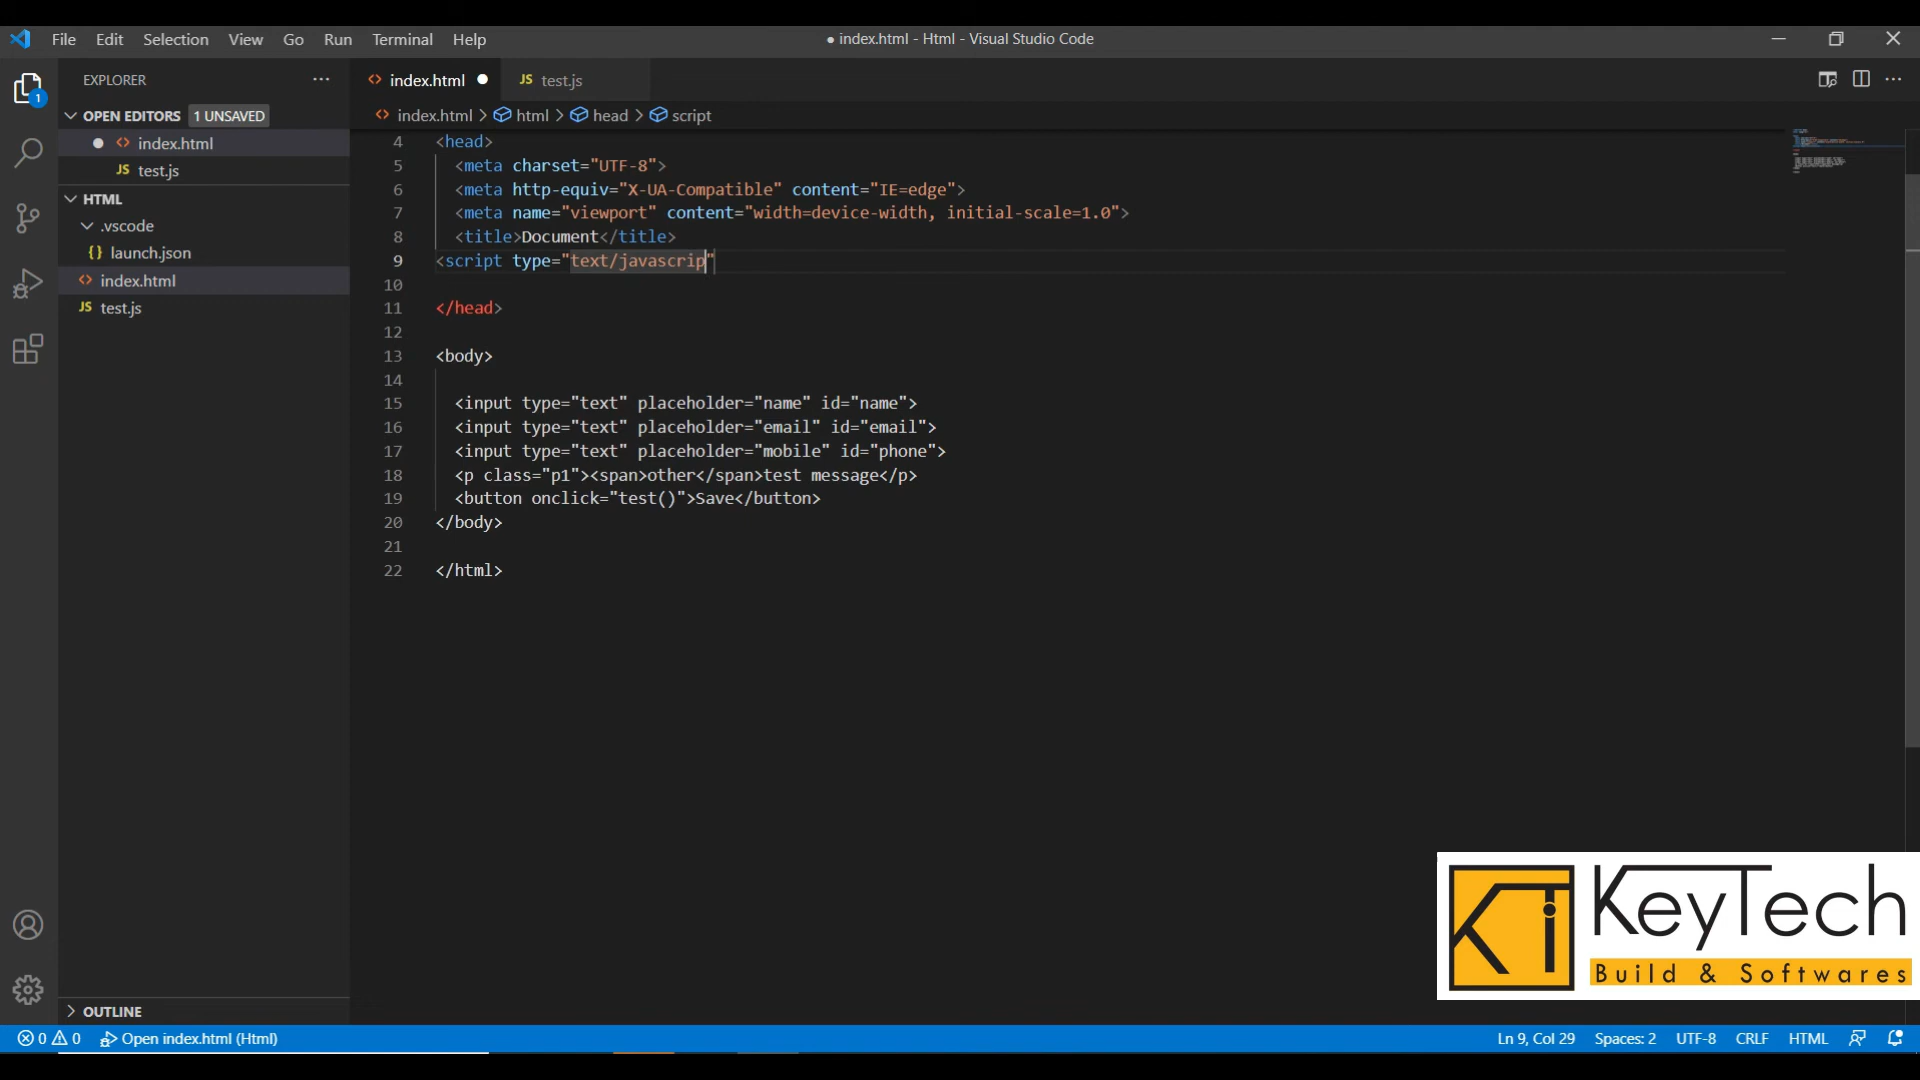 File Edit Selection View Go Run Terminal Help
● index.html - Html - Visual Studio Code
EXPLORER
OPEN EDITORS 1 UNSAVED
index.html
JS test.js
HTML
.vscode
{} launch.json
index.html
JS test.js
OUTLINE
index.html ● JS test.js
index.html > html > head > script
4 <head>
5 <meta charset="UTF-8">
6 <meta http-equiv="X-UA-Compatible" content="IE=edge">
7 <meta name="viewport" content="width=device-width, initial-scale=1.0">
8 <title>Document</title>
9 <script type="text/javascrip"
10
11 </head>
12
13 <body>
14
15 <input type="text" placeholder="name" id="name">
16 <input type="text" placeholder="email" id="email">
17 <input type="text" placeholder="mobile" id="phone">
18 <p class="p1"><span>other</span>test message</p>
19 <button onclick="test()">Save</button>
20 </body>
21
22 </html>
KeyTech
Build & Softwares
1
0 0 Open index.html (Html) Ln 9, Col 29 Spaces: 2 UTF-8 CRLF HTML